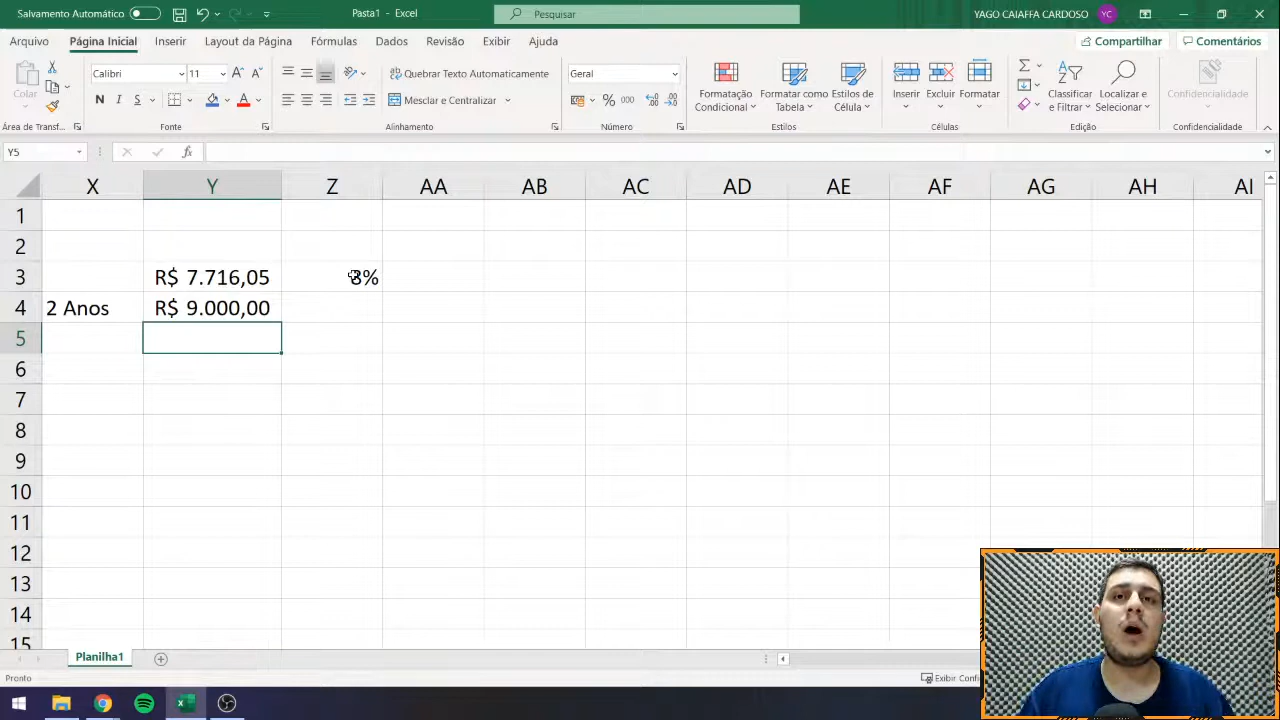 Salvamento Automático
Pasta1 - Excel
Pesquisar
YAGO CAIAFFA CARDOSO
YC
Arquivo
Página Inicial
Inserir
Layout da Página
Fórmulas
Dados
Revisão
Exibir
Ajuda
Compartilhar
Comentários
Colar
Calibri
11
N I S
Quebrar Texto Automaticamente
Mesclar e Centralizar
Geral
% 000
Formatação Condicional
Formatar como Tabela
Estilos de Célula
Inserir
Excluir
Formatar
Classificar e Filtrar
Localizar e Selecionar
Confidencialidade
Área de Transf...
Fonte
Alinhamento
Número
Estilos
Células
Edição
Confidencialidade
Y5
fx
X Y Z AA AB AC AD AE AF AG AH AI
1
2
3 R$ 7.716,05 8%
4 2 Anos R$ 9.000,00
5
6
7
8
9
10
11
12
13
14
15
Planilha1
Pronto